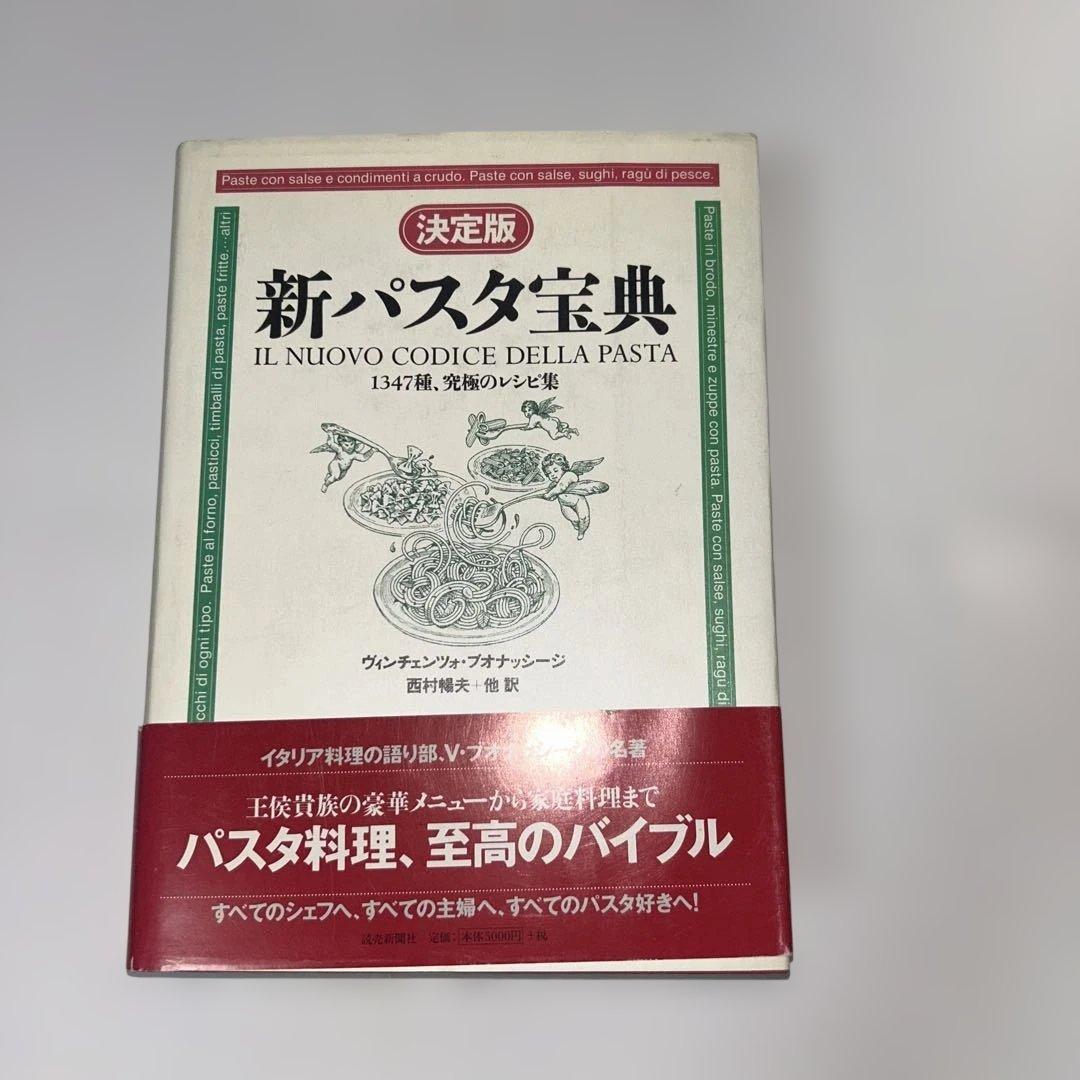 Paste con salse e condimenti a crudo. Paste con salse, sughi, ragù di pesce.
cchi di ogni tipo. Paste al forno, pasticci, timballi di pasta, paste fritte.…altri
Paste in brodo, minestre e zuppe con pasta. Paste con salse, sughi, ragù di
決定版
新パスタ宝典
IL NUOVO CODICE DELLA PASTA
1347種、究極のレシピ集
ヴィンチェンツォ・ブオナッシージ
西村暢夫+他 訳
イタリア料理の語り部、V・ブオナッシージの名著
王侯貴族の豪華メニューから家庭料理まで
パスタ料理、至高のバイブル
すべてのシェフへ、すべての主婦へ、すべてのパスタ好きへ!
読売新聞社 定価:本体5000円+税